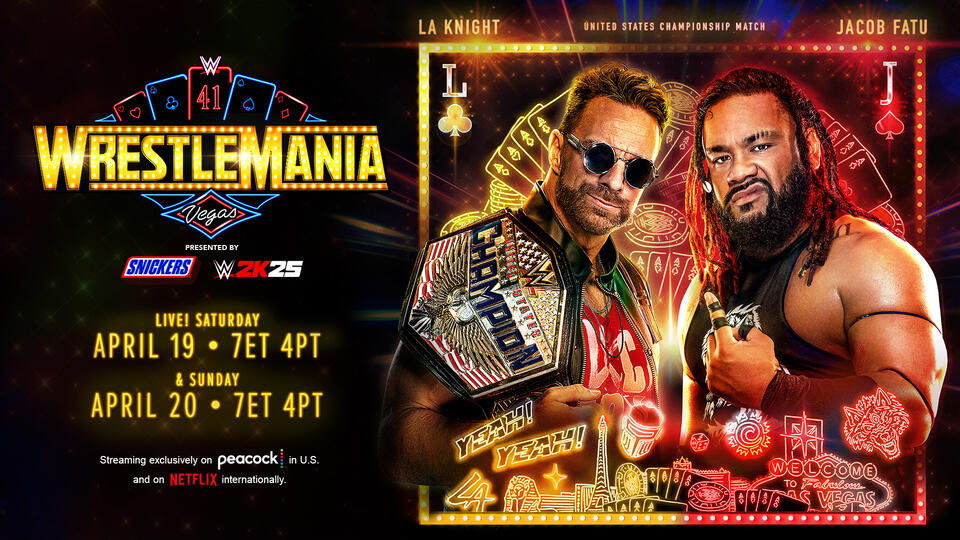 LA KNIGHT
UNITED STATES CHAMPIONSHIP MATCH
JACOB FATU
L
J
W
41
WRESTLEMANIA
Vegas
PRESENTED BY
SNICKERS
W 2K25
LIVE! SATURDAY
APRIL 19 • 7ET 4PT
& SUNDAY
APRIL 20 • 7ET 4PT
Streaming exclusively on peacock in U.S.
and on NETFLIX internationally.
STATES
CHAMPION
YEAH!
YEAH!
LA
WELCOME
TO Fabulous
LAS VEGAS